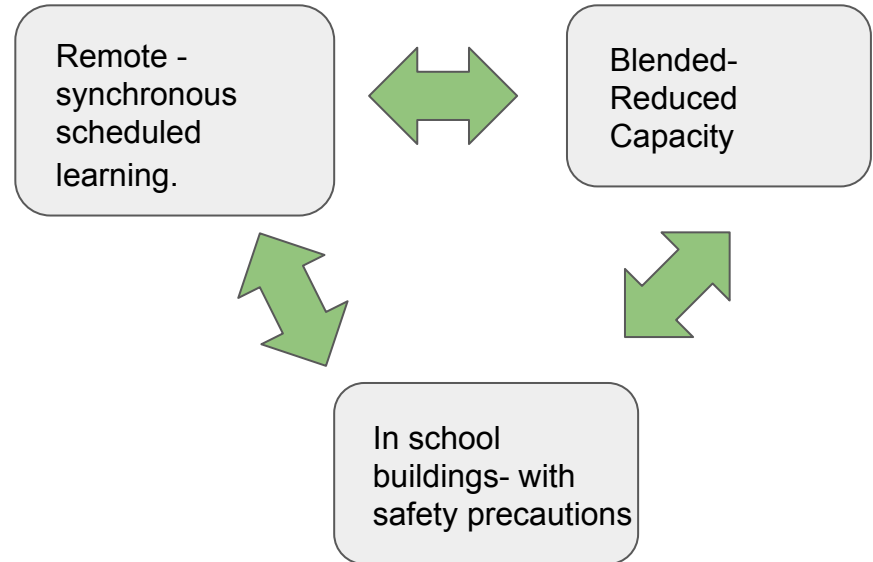 Remote -
synchronous
scheduled
learning.
Blended-
Reduced
Capacity
In school
buildings- with
safety precautions